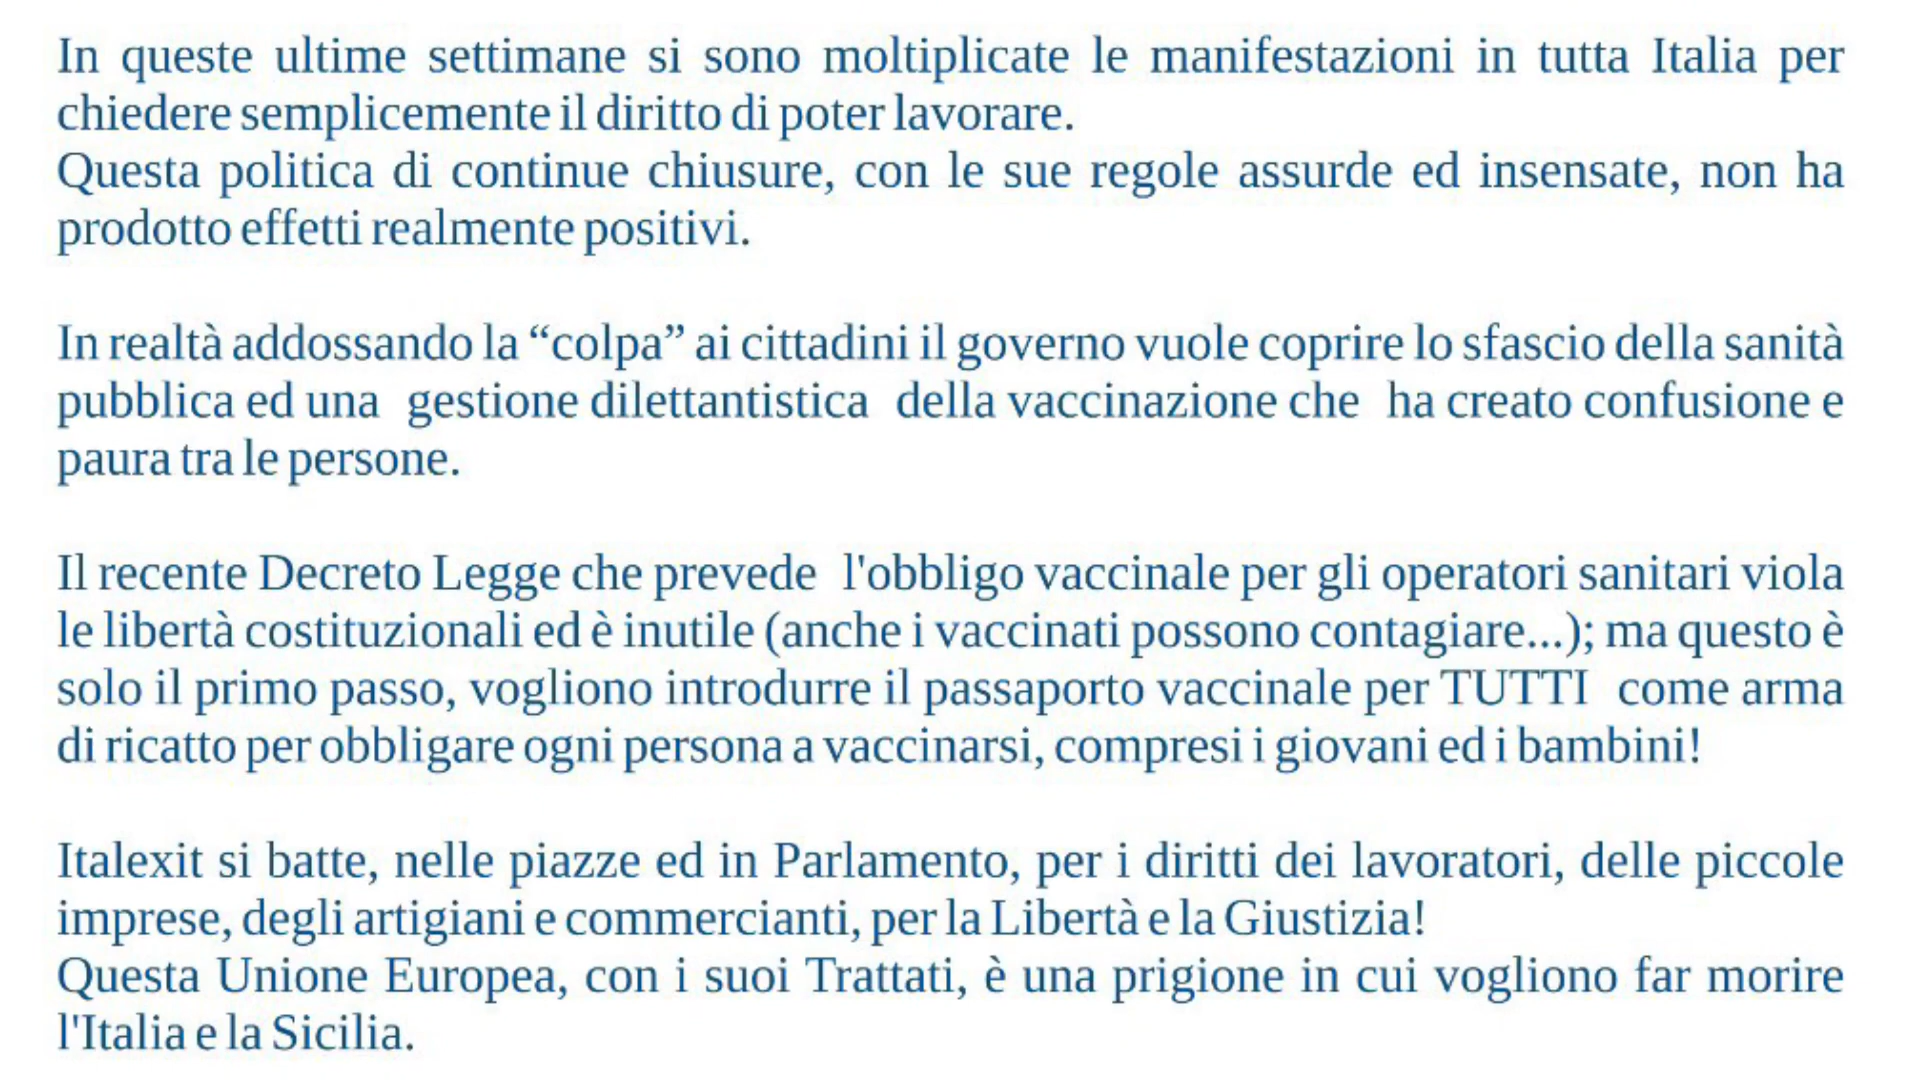 In queste ultime settimane si sono moltiplicate le manifestazioni in tutta Italia per
chiedere semplicemente il diritto di poter lavorare.
Questa politica di continue chiusure, con le sue regole assurde ed insensate, non ha
prodotto effetti realmente positivi.
In realtà addossando la “colpa” ai cittadini il governo vuole coprire lo sfascio della sanità
pubblica ed una gestione dilettantistica della vaccinazione che ha creato confusione e
paura tra le persone.
Il recente Decreto Legge che prevede l'obbligo vaccinale per gli operatori sanitari viola
le libertà costituzionali ed è inutile (anche i vaccinati possono contagiare...); ma questo è
solo il primo passo, vogliono introdurre il passaporto vaccinale per TUTTI come arma
di ricatto per obbligare ogni persona a vaccinarsi, compresi i giovani ed i bambini!
Italexit si batte, nelle piazze ed in Parlamento, per i diritti dei lavoratori, delle piccole
imprese, degli artigiani e commercianti, per la Libertà e la Giustizia!
Questa Unione Europea, con i suoi Trattati, è una prigione in cui vogliono far morire
l'Italia e la Sicilia.